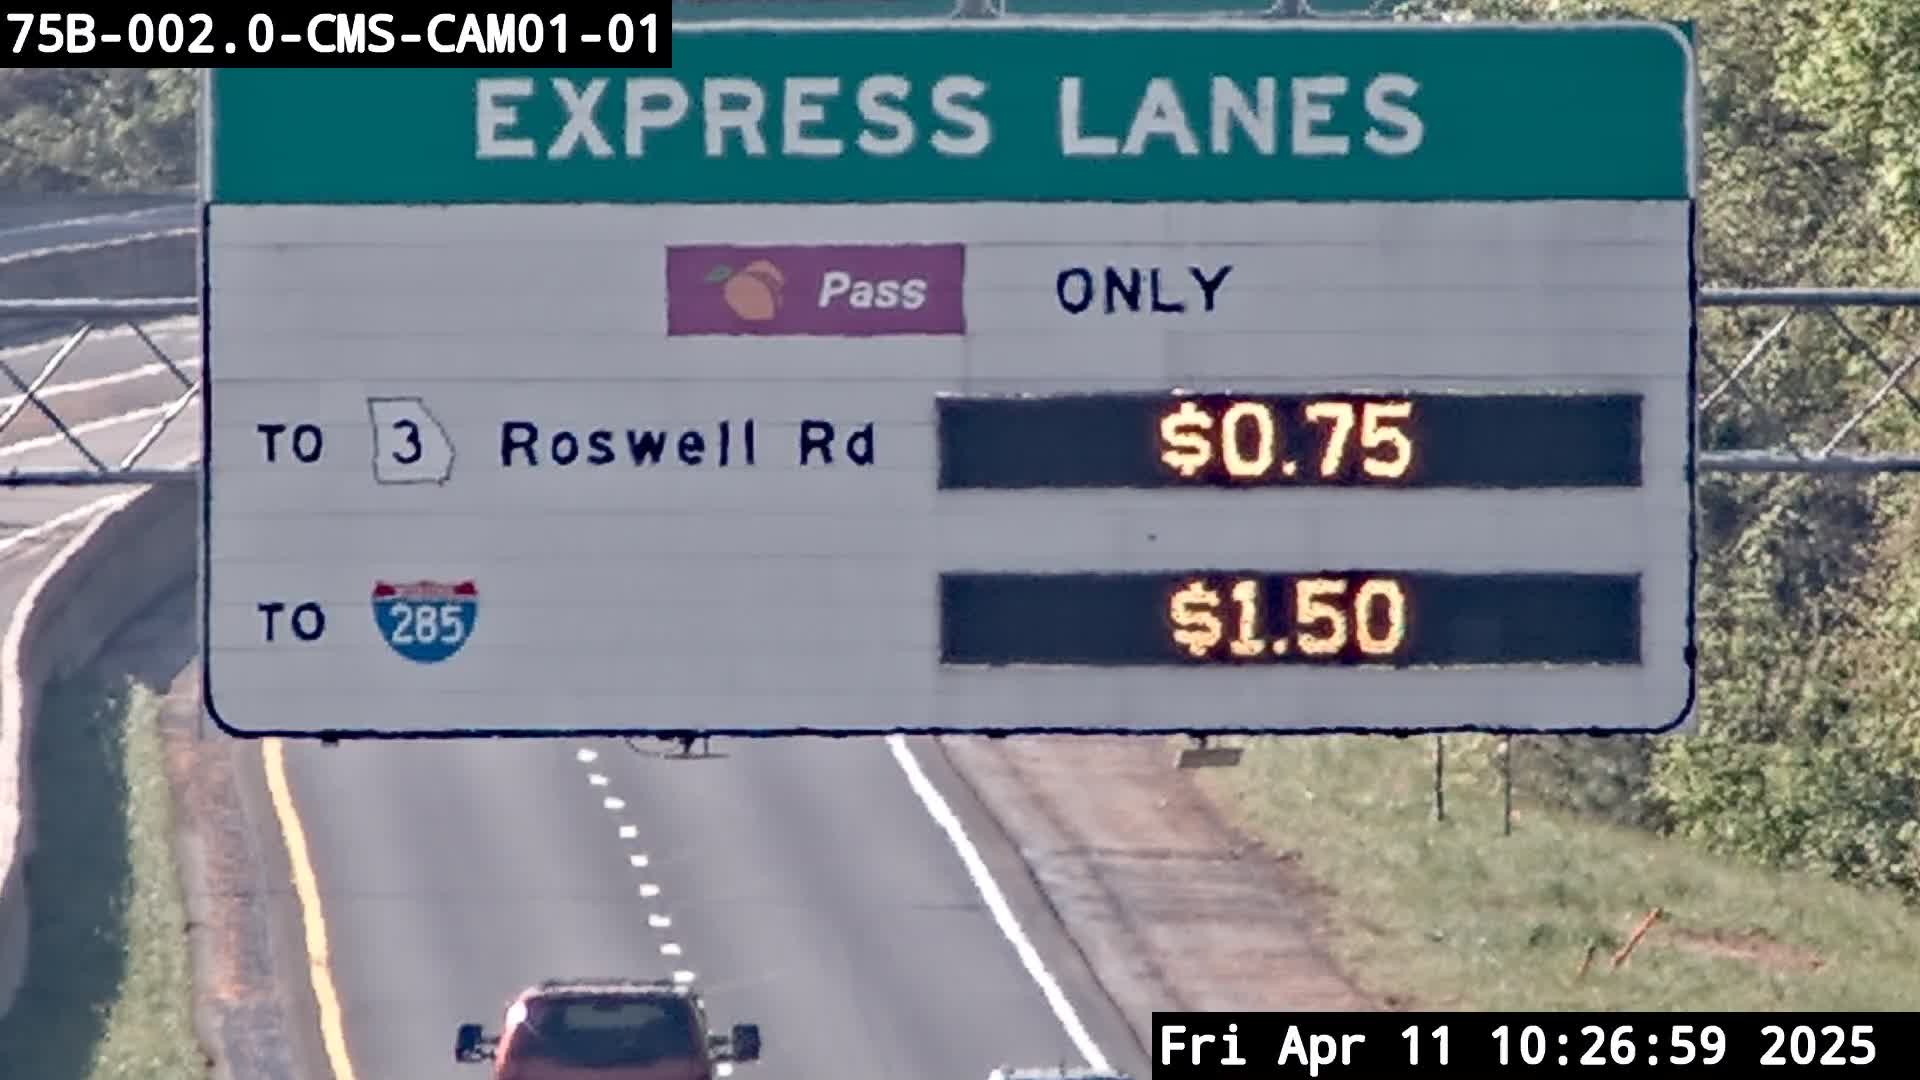 75B-002.0-CMS-CAM01-01
EXPRESS LANES
Pass ONLY
TO 3 Roswell Rd $0.75
TO 285 $1.50
Fri Apr 11 10:26:59 2025